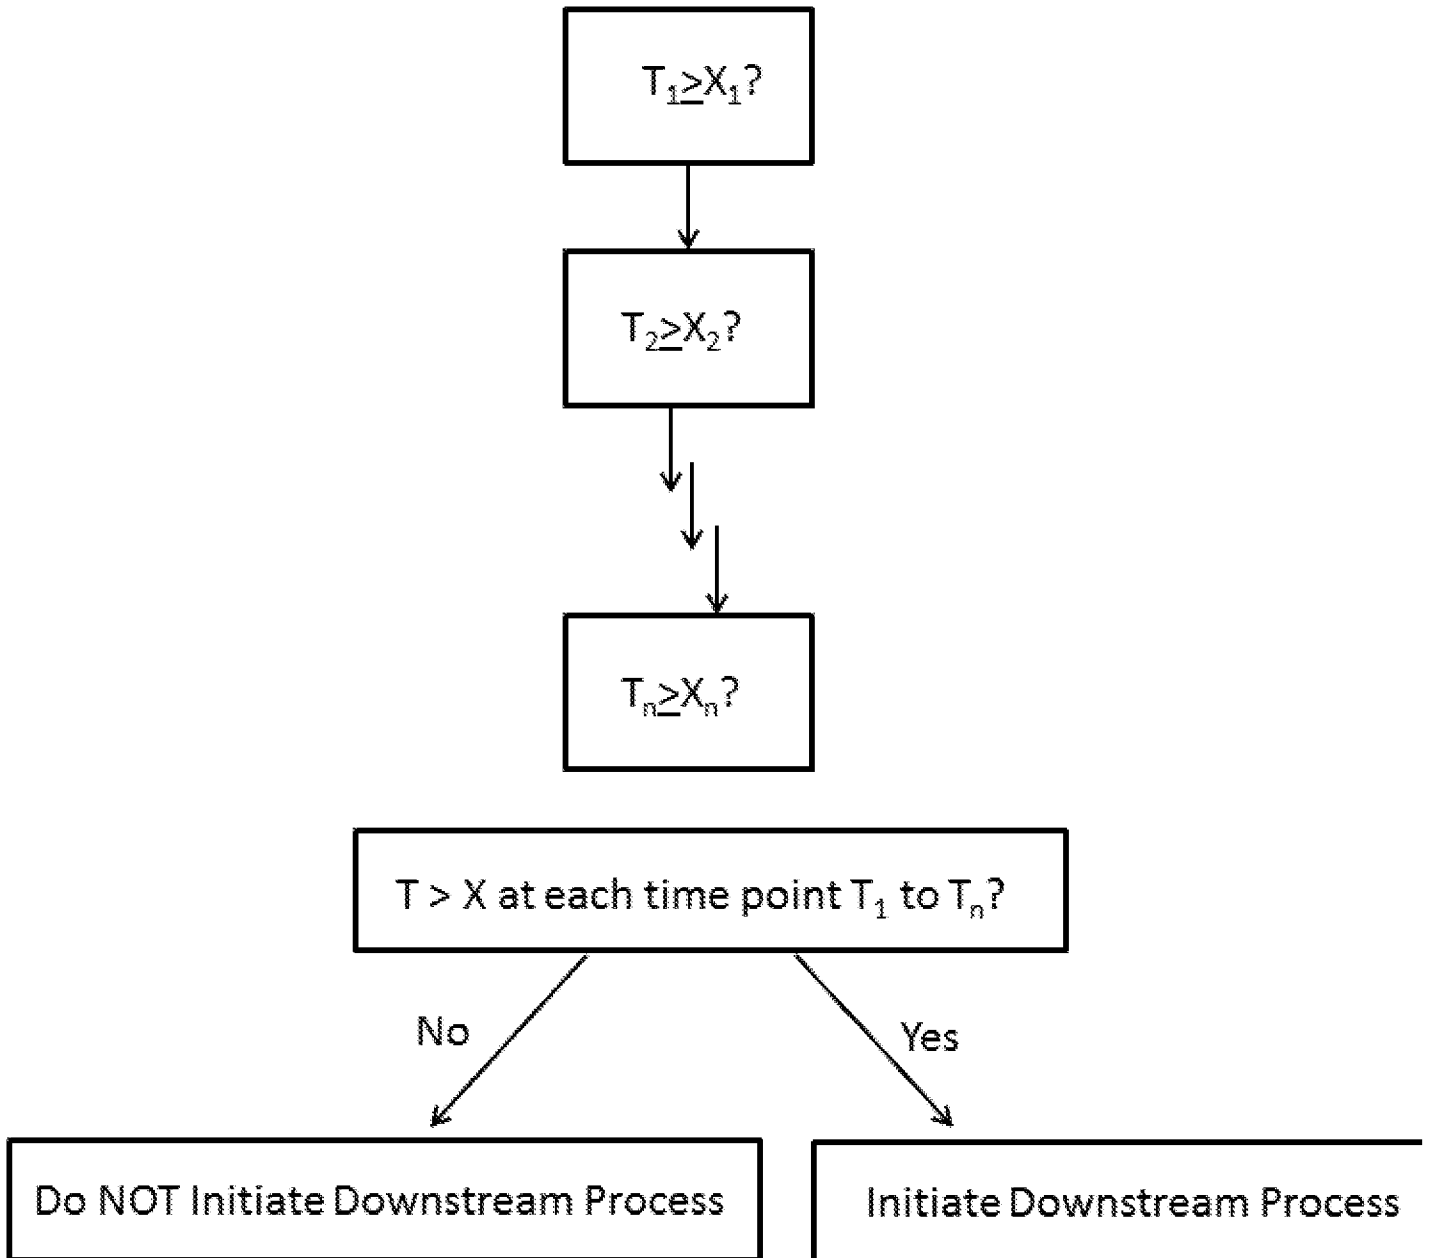 T₁≥X₁?
T₂≥X₂?
Tₙ≥Xₙ?
T > X at each time point T₁ to Tₙ?
No
Yes
Do NOT Initiate Downstream Process
Initiate Downstream Process